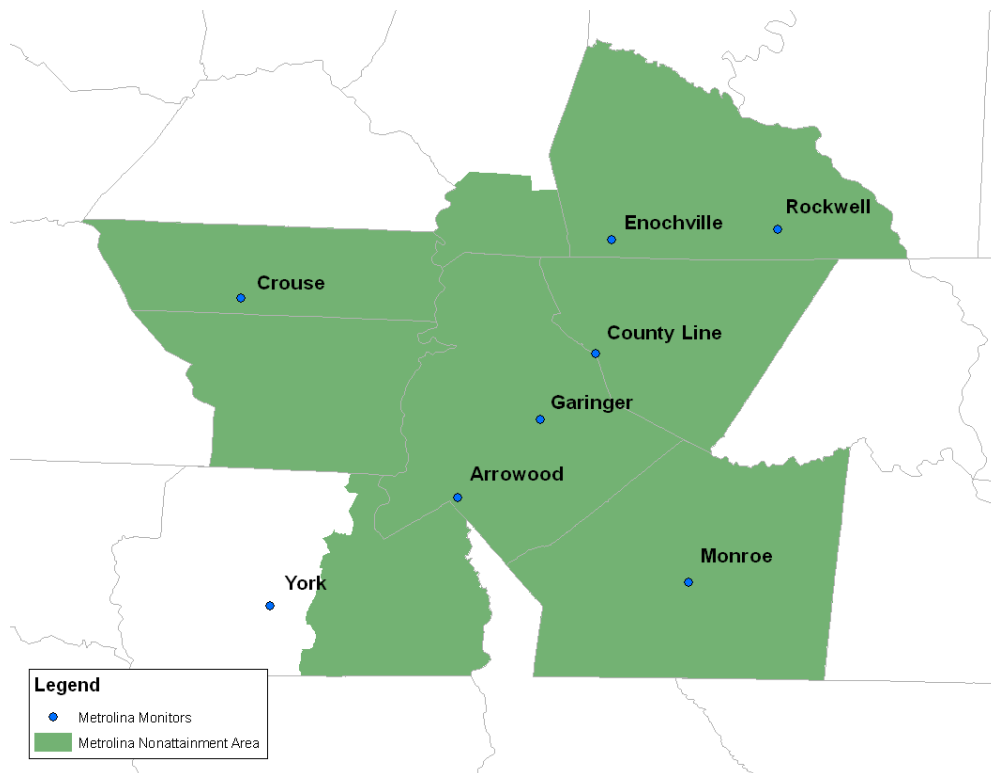 Rockwell
Enochville
Crouse
County Line
Garinger
Arrowood
Monroe
York
Legend
Metrolina Monitors
Metrolina Nonattainment Area